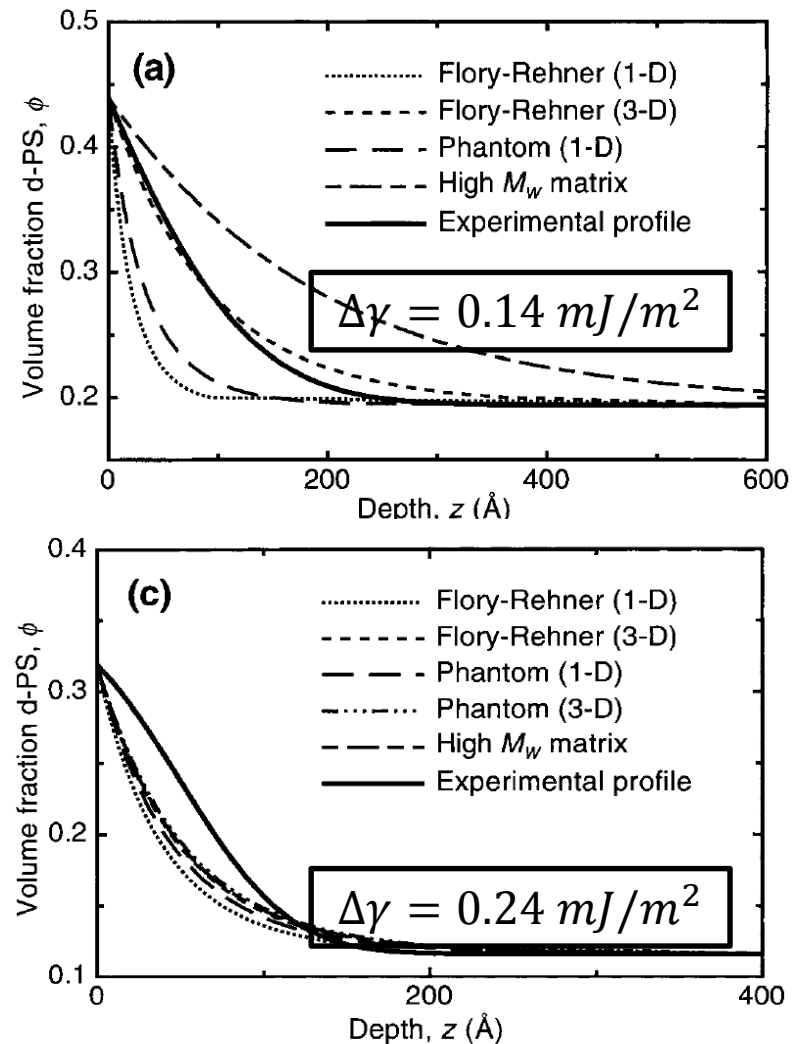 (a)
Flory-Rehner (1-D)
Flory-Rehner (3-D)
Phantom (1-D)
High M_w matrix
Experimental profile
Δγ = 0.14 mJ/m²
Volume fraction d-PS, ϕ
0.5
0.4
0.3
0.2
0 200 400 600
Depth, z (Å)
(c)
Flory-Rehner (1-D)
Flory-Rehner (3-D)
Phantom (1-D)
Phantom (3-D)
High M_w matrix
Experimental profile
Δγ = 0.24 mJ/m²
Volume fraction d-PS, ϕ
0.4
0.3
0.2
0.1
0 200 400
Depth, z (Å)